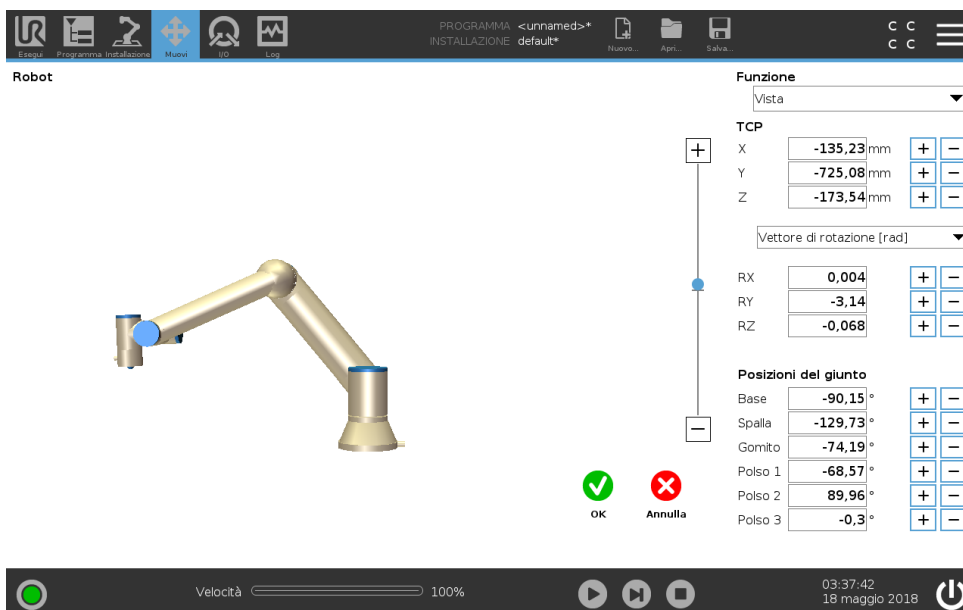 PROGRAMMA <unnamed>*
INSTALLAZIONE default*
UR
Esegui Programma Installazione Muovi I/O Log
Nuovo... Apri... Salva...
C C
C C
Robot
Funzione
Vista
TCP
X -135,23 mm + −
Y -725,08 mm + −
Z -173,54 mm + −
Vettore di rotazione [rad]
RX 0,004 + −
RY -3,14 + −
RZ -0,068 + −
Posizioni del giunto
Base -90,15 ° + −
Spalla -129,73 ° + −
Gomito -74,19 ° + −
Polso 1 -68,57 ° + −
Polso 2 89,96 ° + −
Polso 3 -0,3 ° + −
+
−
OK Annulla
Velocità 100%
03:37:42
18 maggio 2018